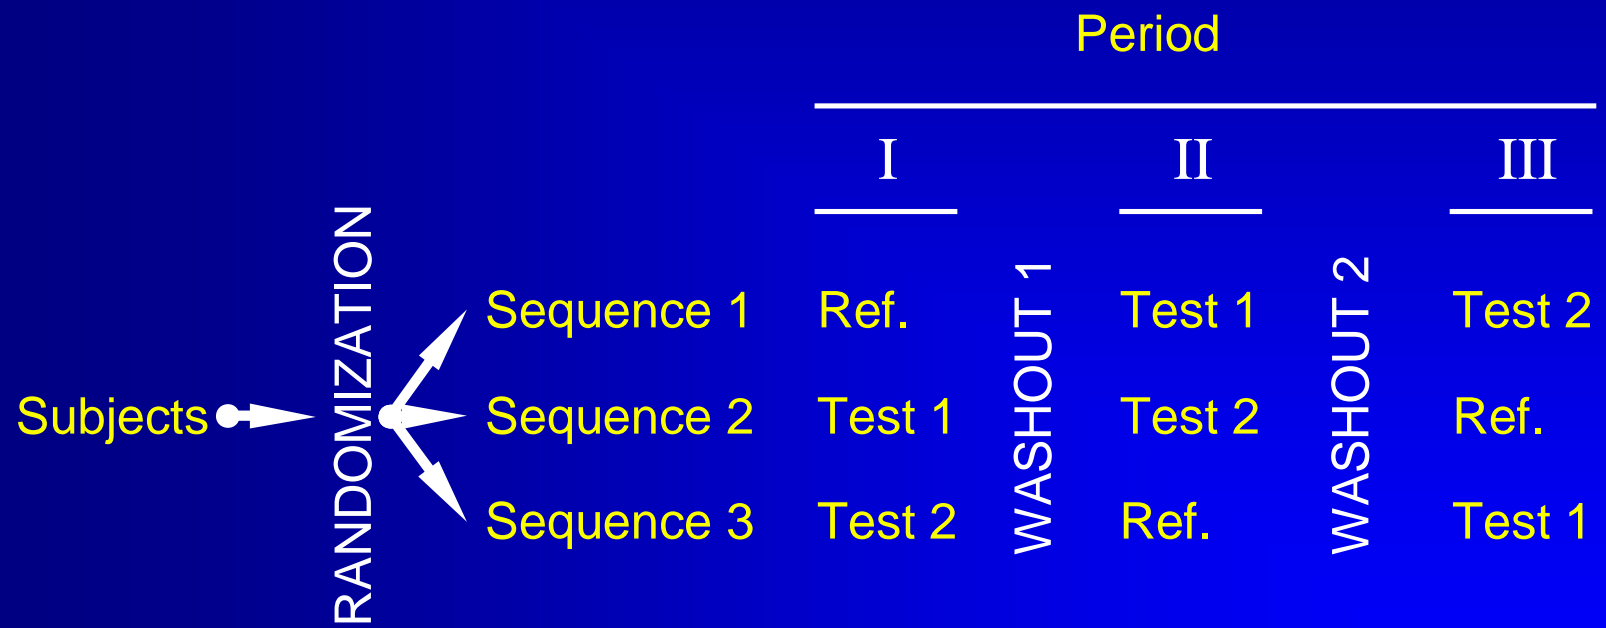 Period
I II III
RANDOMIZATION
WASHOUT 1
WASHOUT 2
Sequence 1 Ref. Test 1 Test 2
Subjects Sequence 2 Test 1 Test 2 Ref.
Sequence 3 Test 2 Ref. Test 1